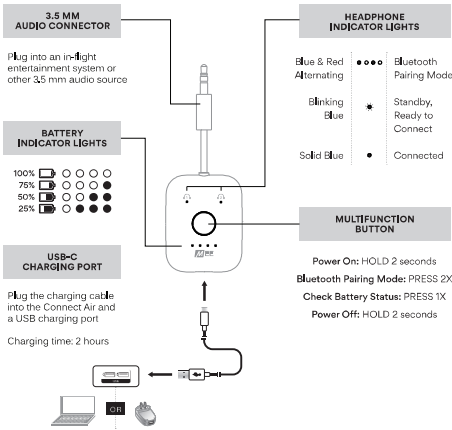 3.5 MM
AUDIO CONNECTOR
Plug into an in-flight
entertainment system or
other 3.5 mm audio source
BATTERY
INDICATOR LIGHTS
100%
75%
50%
25%
USB-C
CHARGING PORT
Plug the charging cable
into the Connect Air and
a USB charging port
Charging time: 2 hours
USB
OR
HEADPHONE
INDICATOR LIGHTS
Blue & Red
Alternating
Bluetooth
Pairing Mode
Blinking
Blue
Standby,
Ready to
Connect
Solid Blue
Connected
MULTIFUNCTION
BUTTON
Power On: HOLD 2 seconds
Bluetooth Pairing Mode: PRESS 2X
Check Battery Status: PRESS 1X
Power Off: HOLD 2 seconds